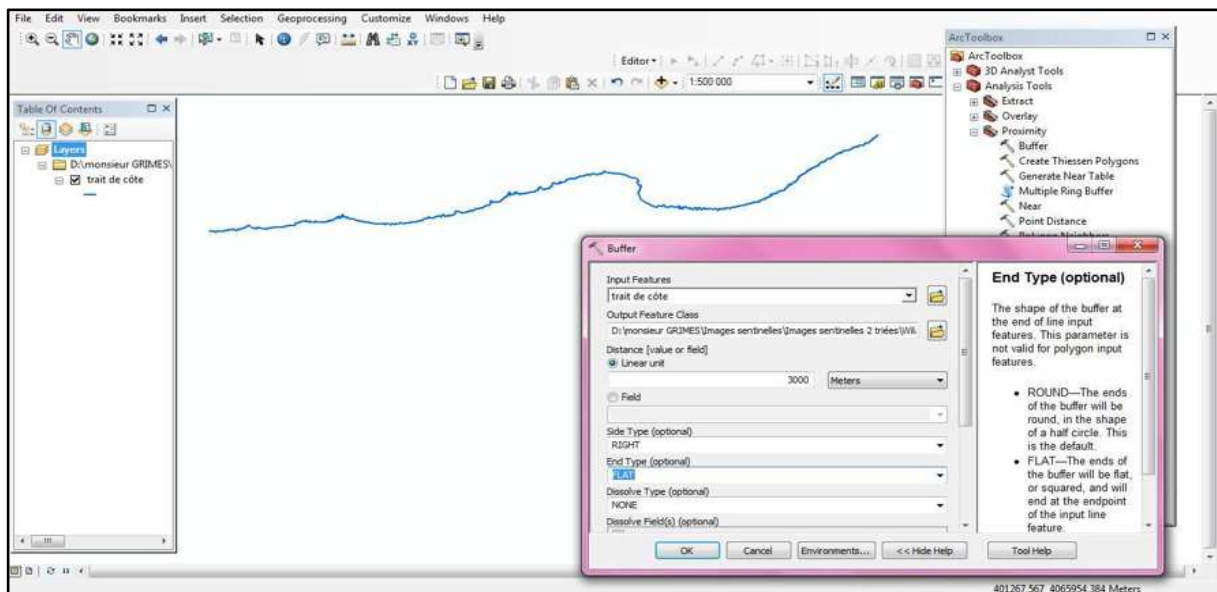 File Edit View Bookmarks Insert Selection Geoprocessing Customize Windows Help
Editor
1:500 000
Table Of Contents
Layers
D:\monsieur GRIMES\
trait de côte
ArcToolbox
ArcToolbox
3D Analyst Tools
Analysis Tools
Extract
Overlay
Proximity
Buffer
Create Thiessen Polygons
Generate Near Table
Multiple Ring Buffer
Near
Point Distance
Polygon Neighbors
Buffer
Input Features
trait de côte
Output Feature Class
D:\monsieur GRIMES\Images sentinelles\Images sentinelles 2 triées\
Distance [value or field]
Linear unit
3000 Meters
Field
Side Type (optional)
RIGHT
End Type (optional)
FLAT
Dissolve Type (optional)
NONE
Dissolve Field(s) (optional)
OK Cancel Environments... << Hide Help Tool Help
End Type (optional)
The shape of the buffer at
the end of line input
features. This parameter is
not valid for polygon input
features.
• ROUND—The ends
of the buffer will be
round, in the shape
of a half circle. This
is the default.
• FLAT—The ends of
the buffer will be flat,
or squared, and will
end at the endpoint
of the input line
feature.
401267,567 4065954,384 Meters